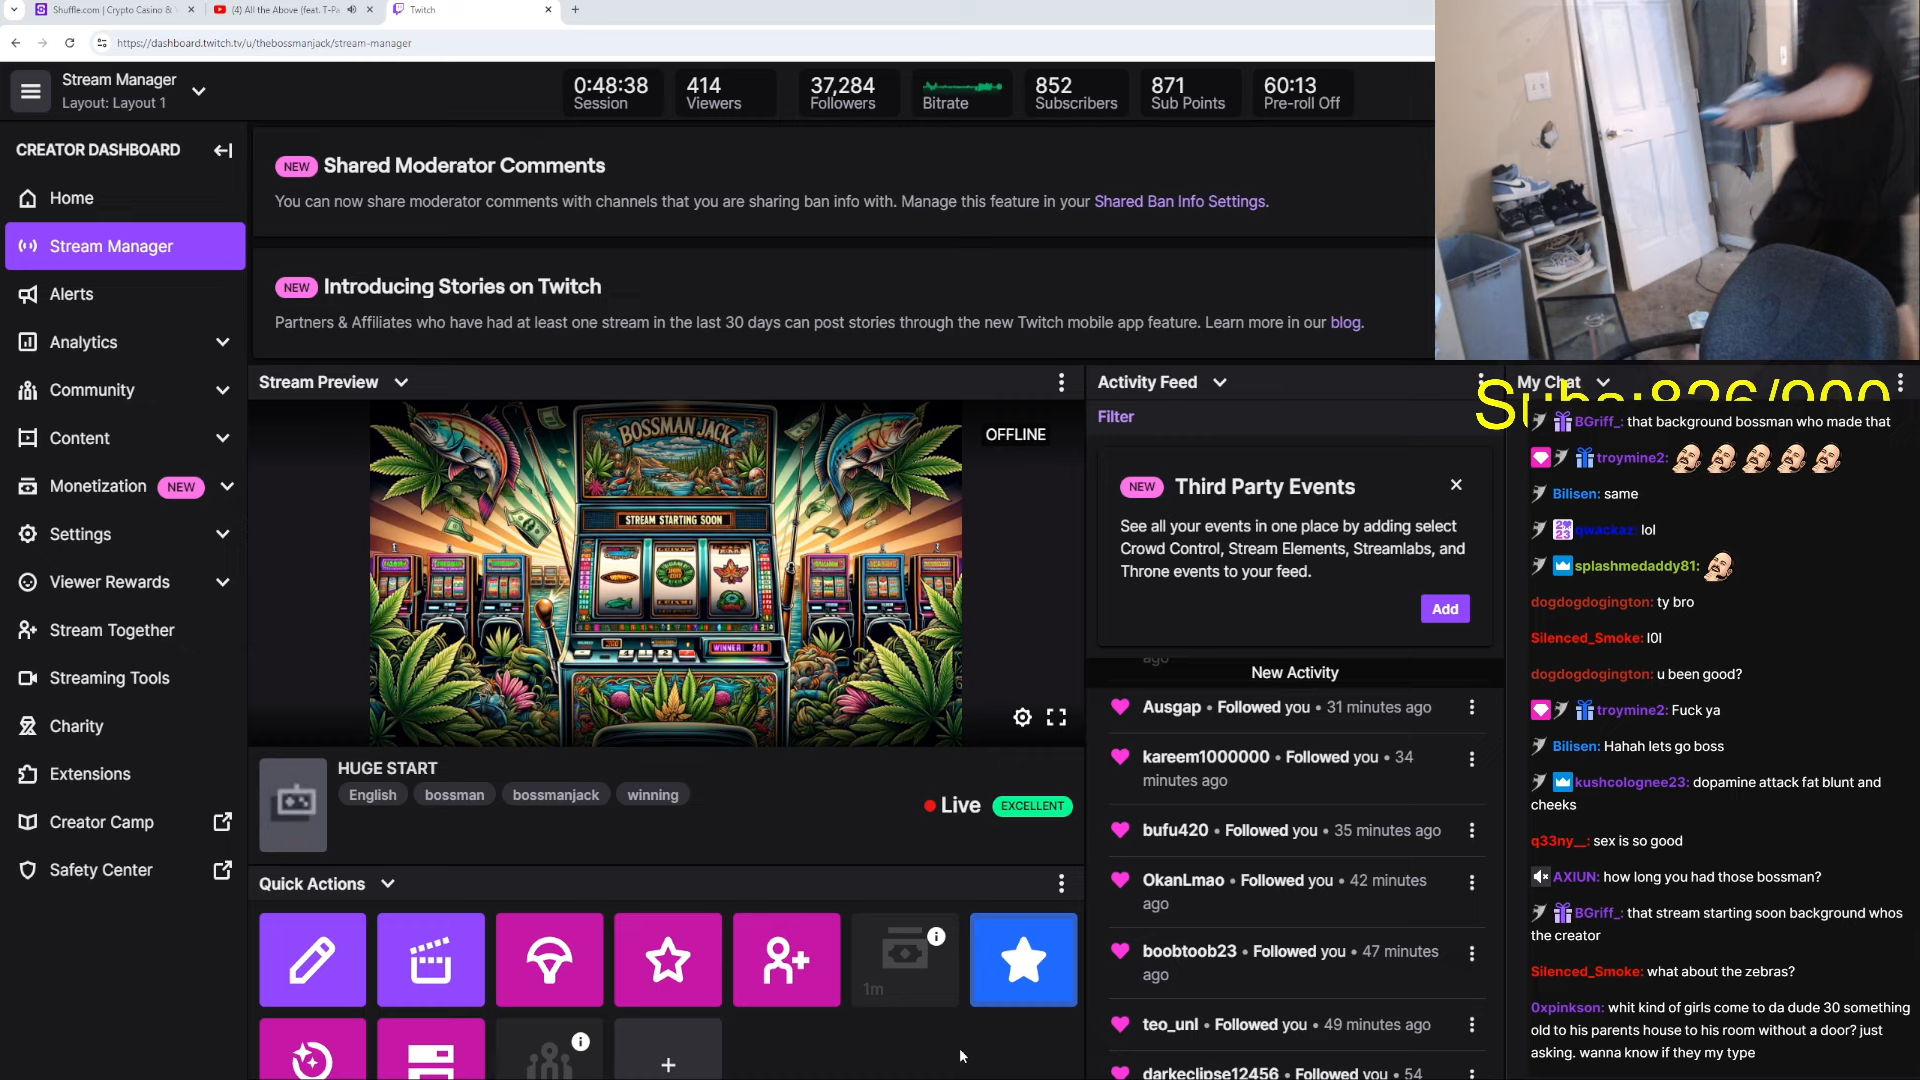 Shuffle.com | Crypto Casino &
(4) All the Above (feat. T-Pa
Twitch
https://dashboard.twitch.tv/u/thebossmanjack/stream-manager
Stream Manager
Layout: Layout 1
0:48:38
Session
414
Viewers
37,284
Followers
Bitrate
852
Subscribers
871
Sub Points
60:13
Pre-roll Off
CREATOR DASHBOARD
Home
Stream Manager
Alerts
Analytics
Community
Content
Monetization NEW
Settings
Viewer Rewards
Stream Together
Streaming Tools
Charity
Extensions
Creator Camp
Safety Center
NEW Shared Moderator Comments
You can now share moderator comments with channels that you are sharing ban info with. Manage this feature in your Shared Ban Info Settings.
NEW Introducing Stories on Twitch
Partners & Affiliates who have had at least one stream in the last 30 days can post stories through the new Twitch mobile app feature. Learn more in our blog.
Stream Preview
OFFLINE
BOSSMAN JACK
STREAM STARTING SOON
WINNER: 200
HUGE START
English bossman bossmanjack winning
Live EXCELLENT
Quick Actions
1m
Activity Feed
Filter
NEW Third Party Events
See all your events in one place by adding select
Crowd Control, Stream Elements, Streamlabs, and
Throne events to your feed.
Add
ago
New Activity
Ausgap • Followed you • 31 minutes ago
kareem1000000 • Followed you • 34
minutes ago
bufu420 • Followed you • 35 minutes ago
OkanLmao • Followed you • 42 minutes
ago
boobtoob23 • Followed you • 47 minutes
ago
teo_unl • Followed you • 49 minutes ago
darkeclipse12456 • Followed you • 54
My Chat
Subs:826/900
BGriff_: that background bossman who made that
troymine2:
Bilisen: same
qwackaz: lol
splashmedaddy81:
dogdogdogington: ty bro
Silenced_Smoke: l0l
dogdogdogington: u been good?
troymine2: Fuck ya
Bilisen: Hahah lets go boss
kushcolognee23: dopamine attack fat blunt and
cheeks
q33ny__: sex is so good
AXIUN: how long you had those bossman?
BGriff_: that stream starting soon background whos
the creator
Silenced_Smoke: what about the zebras?
0xpinkson: whit kind of girls come to da dude 30 something
old to his parents house to his room without a door? just
asking. wanna know if they my type